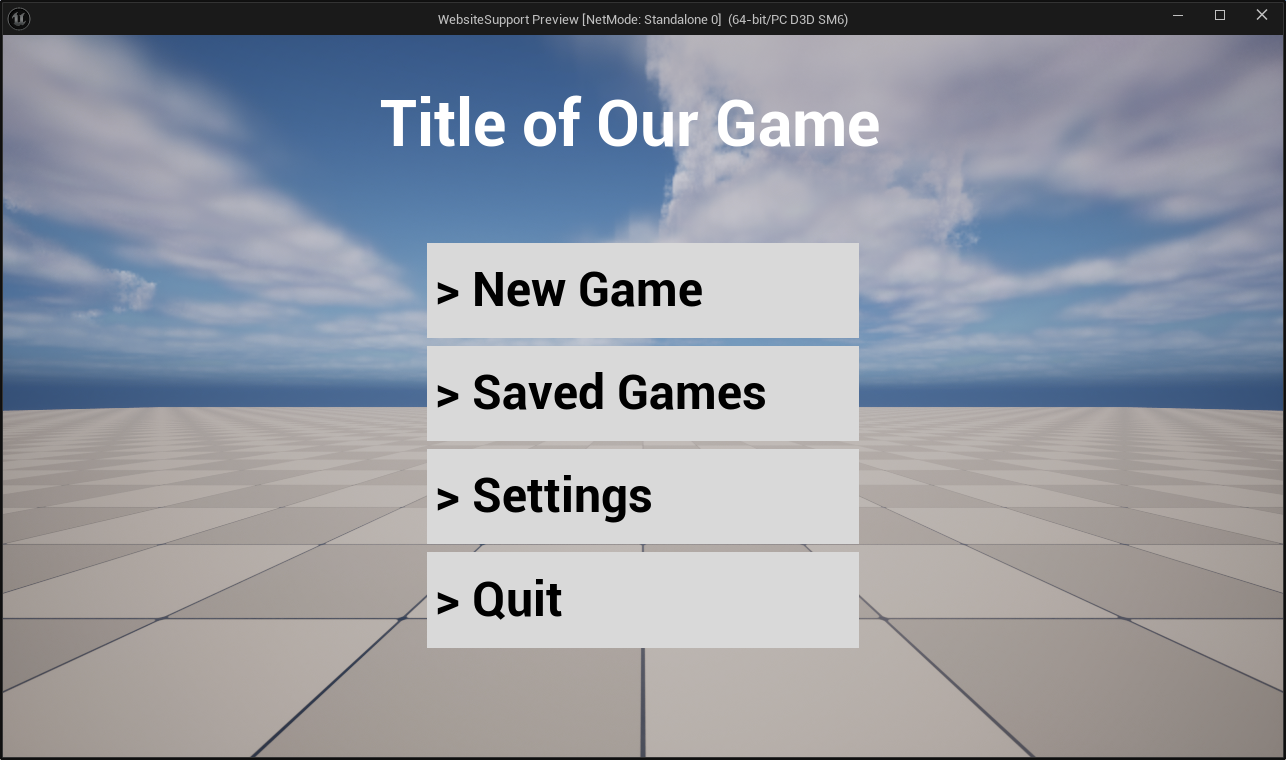 WebsiteSupport Preview [NetMode: Standalone 0] (64-bit/PC D3D SM6)
Title of Our Game
> New Game
> Saved Games
> Settings
> Quit